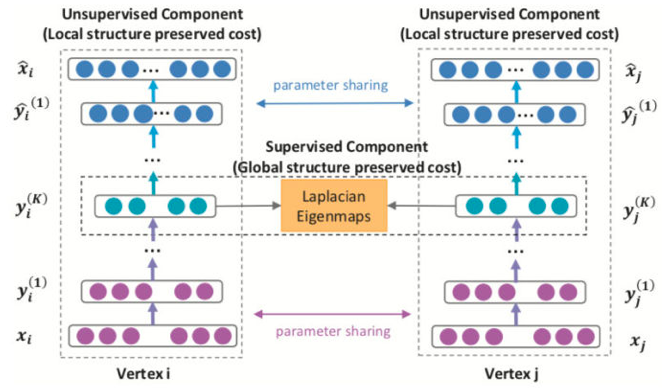 Unsupervised Component
(Local structure preserved cost)
Unsupervised Component
(Local structure preserved cost)
x̂ᵢ
...
...
x̂ⱼ
parameter sharing
ŷᵢ⁽¹⁾
...
...
ŷⱼ⁽¹⁾
Supervised Component
(Global structure preserved cost)
...
...
yᵢ⁽ᴷ⁾
Laplacian
Eigenmaps
yⱼ⁽ᴷ⁾
...
...
yᵢ⁽¹⁾
yⱼ⁽¹⁾
parameter sharing
xᵢ
xⱼ
Vertex i
Vertex j